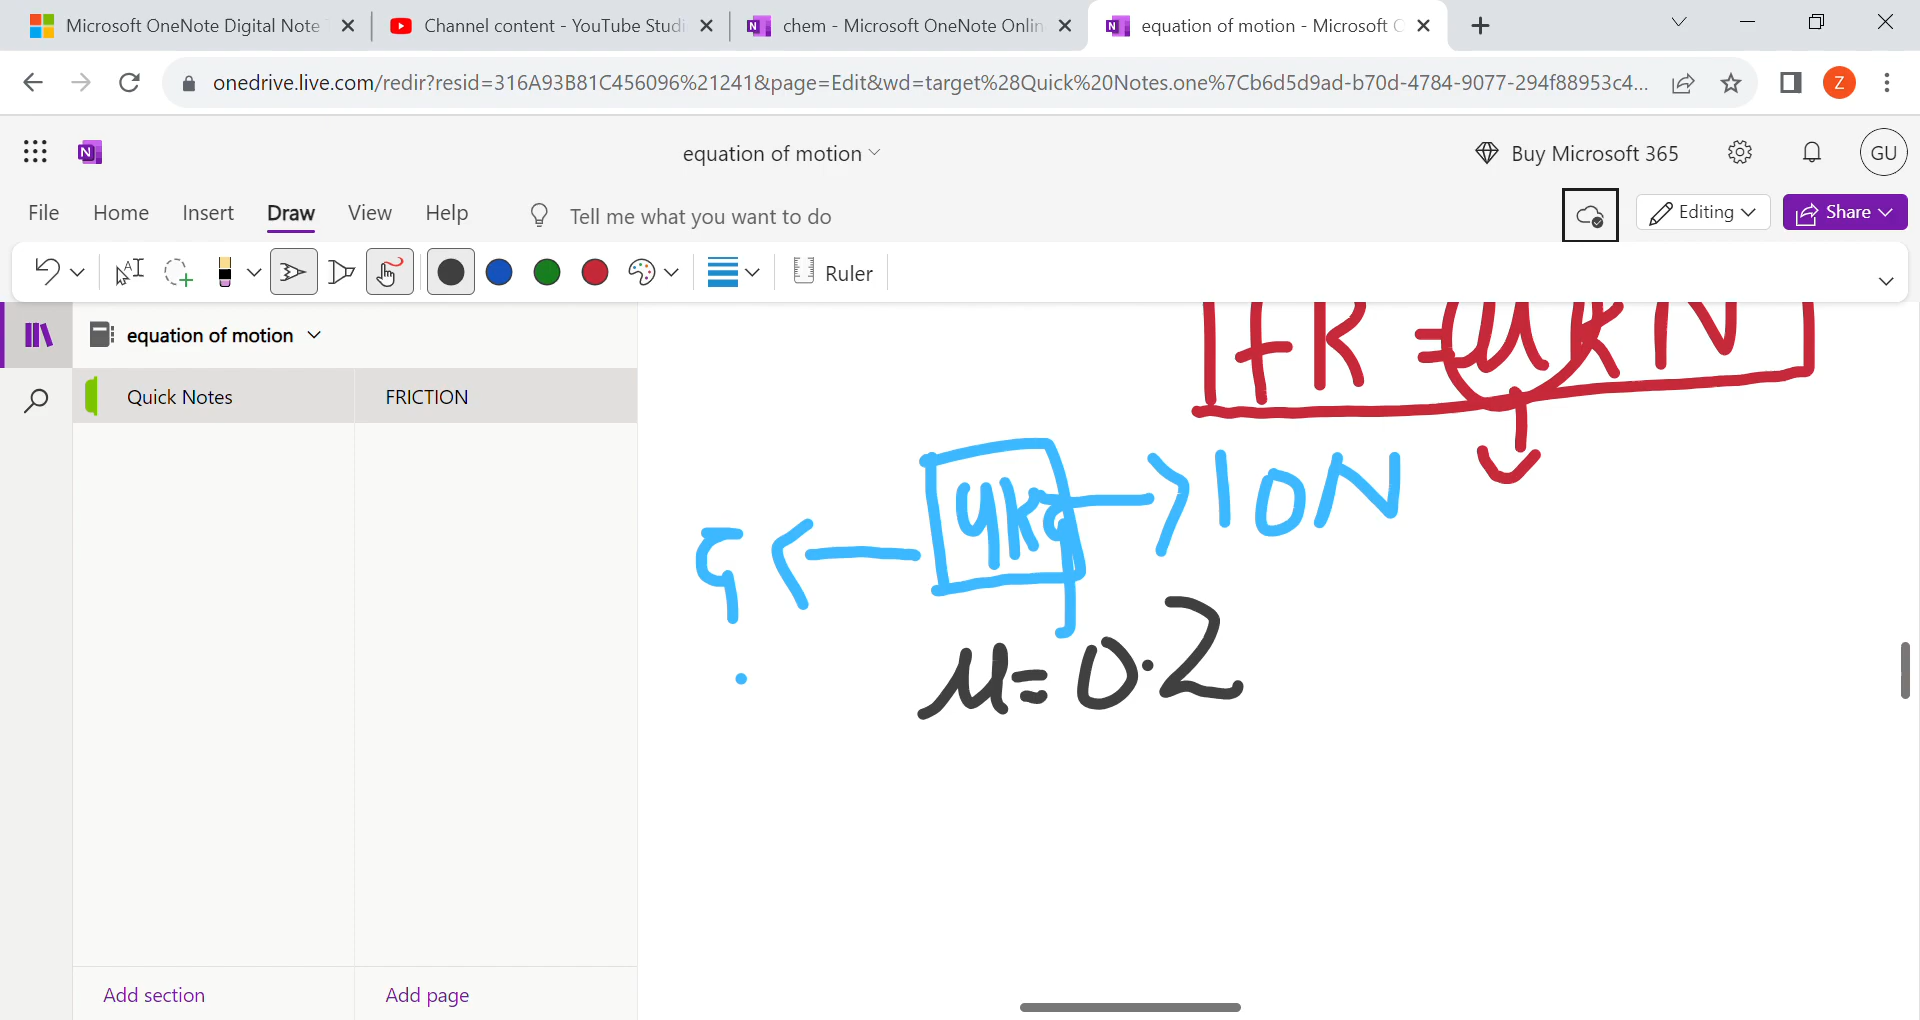 Microsoft OneNote Digital Note T
Channel content - YouTube Studi
chem - Microsoft OneNote Onlin
equation of motion - Microsoft O
onedrive.live.com/redir?resid=316A93B81C456096%21241&page=Edit&wd=target%28Quick%20Notes.one%7Cb6d5d9ad-b70d-4784-9077-294f88953c4...
Z
N
equation of motion
Buy Microsoft 365
GU
File Home Insert Draw View Help
Tell me what you want to do
Editing
Share
Ruler
equation of motion
Quick Notes
FRICTION
fk = μk N
4kg
10N
μ = 0.2
Add section
Add page